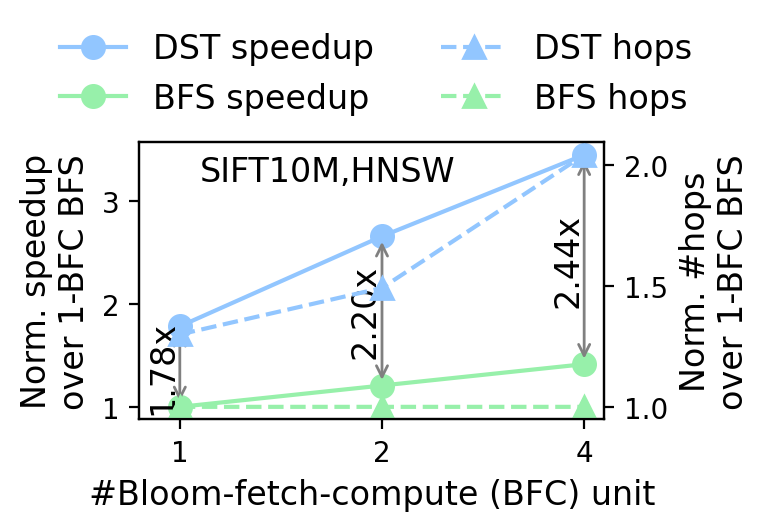 DST speedup
DST hops
BFS speedup
BFS hops
SIFT10M,HNSW
Norm. speedup
over 1-BFC BFS
3
2
1
2.0
1.5
1.0
Norm. #hops
over 1-BFC BFS
1.78x
2.20x
2.44x
1
2
4
#Bloom-fetch-compute (BFC) unit